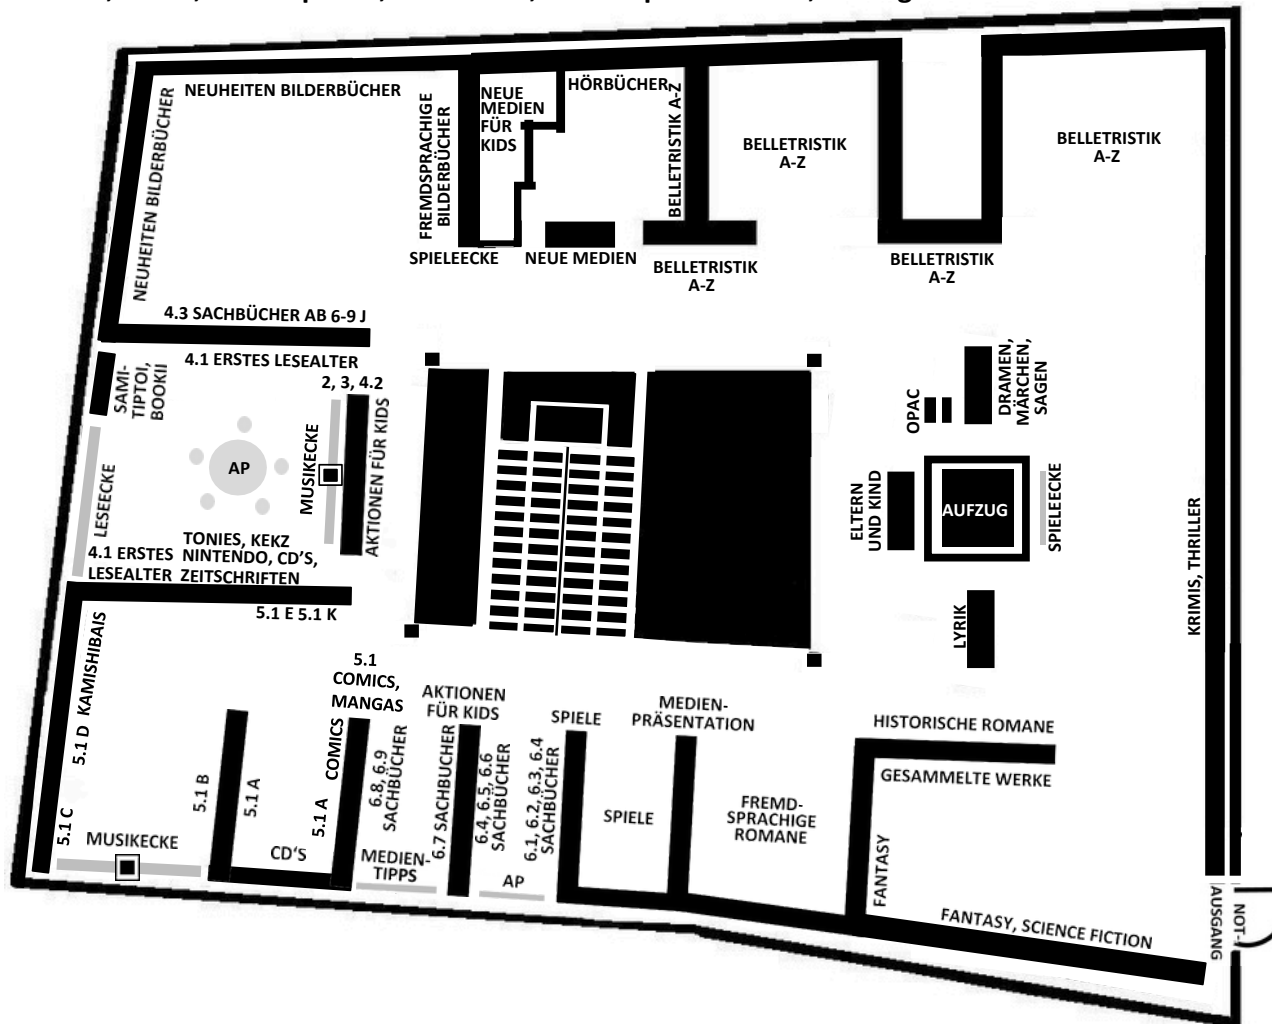 NEUHEITEN BILDERBÜCHER
NEUHEITEN BILDERBÜCHER
FREMDSPRACHIGE
BILDERBÜCHER
NEUE
MEDIEN
FÜR
KIDS
HÖRBÜCHER
BELLETRISTIK A-Z
BELLETRISTIK
A-Z
BELLETRISTIK
A-Z
SPIELEECKE
NEUE MEDIEN
BELLETRISTIK
A-Z
BELLETRISTIK
A-Z
4.3 SACHBÜCHER AB 6-9 J
4.1 ERSTES LESEALTER
2, 3, 4.2
SAMI-
TIPTOI,
BOOKII
MUSIKECKE
AKTIONEN FÜR KIDS
AP
LESEECKE
TONIES, KEKZ
4.1 ERSTES NINTENDO, CD'S,
LESEALTER ZEITSCHRIFTEN
5.1 E 5.1 K
OPAC
DRAMEN,
MÄRCHEN,
SAGEN
ELTERN
UND KIND
AUFZUG
SPIELEECKE
LYRIK
KRIMIS, THRILLER
5.1 D KAMISHIBAIS
5.1 C
MUSIKECKE
5.1 B
5.1 A
CD'S
5.1 A COMICS
5.1
COMICS,
MANGAS
6.8, 6.9
SACHBÜCHER
MEDIEN-
TIPPS
AKTIONEN
FÜR KIDS
6.7 SACHBÜCHER
6.4, 6.5, 6.6
SACHBÜCHER
AP
6.1, 6.2, 6.3, 6.4
SACHBÜCHER
SPIELE
SPIELE
MEDIEN-
PRÄSENTATION
FREMD-
SPRACHIGE
ROMANE
HISTORISCHE ROMANE
GESAMMELTE WERKE
FANTASY
FANTASY, SCIENCE FICTION
NOT-
AUSGANG